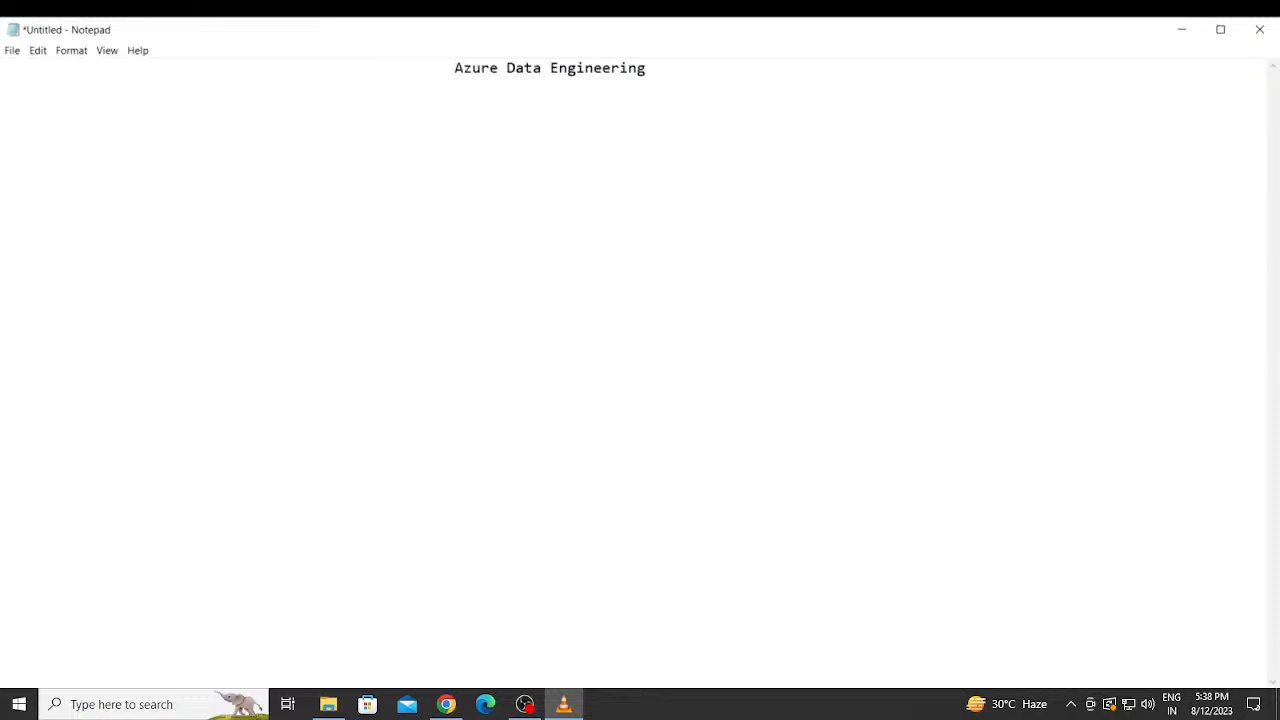 *Untitled - Notepad
File Edit Format View Help
Azure Data Engineering
Type here to search
30°C Haze
ENG
IN
5:38 PM
8/12/2023